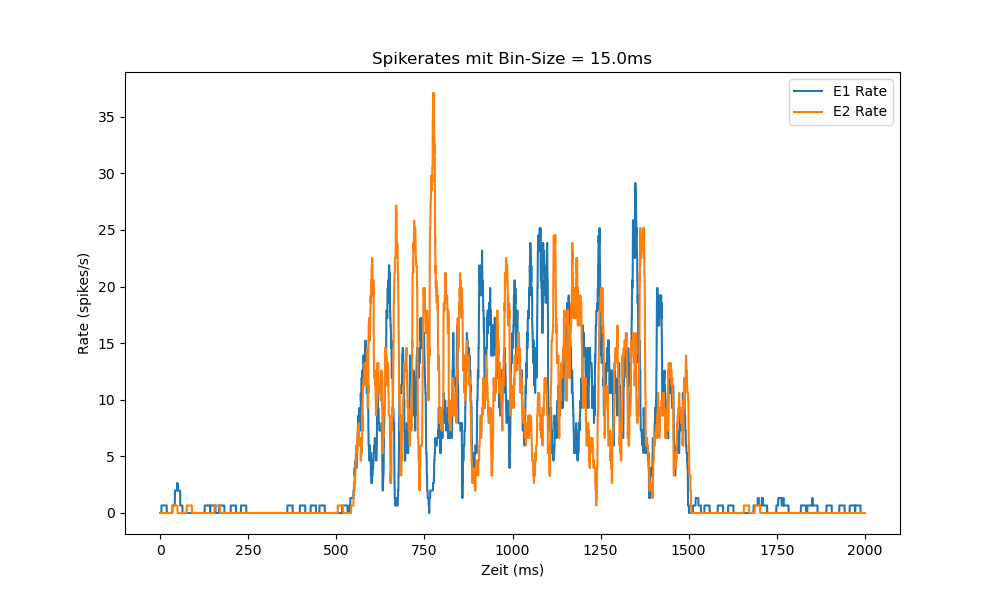 Spikerates mit Bin-Size = 15.0ms
E1 Rate
E2 Rate
35
30
25
20
15
10
5
0
Rate (spikes/s)
0 250 500 750 1000 1250 1500 1750 2000
Zeit (ms)